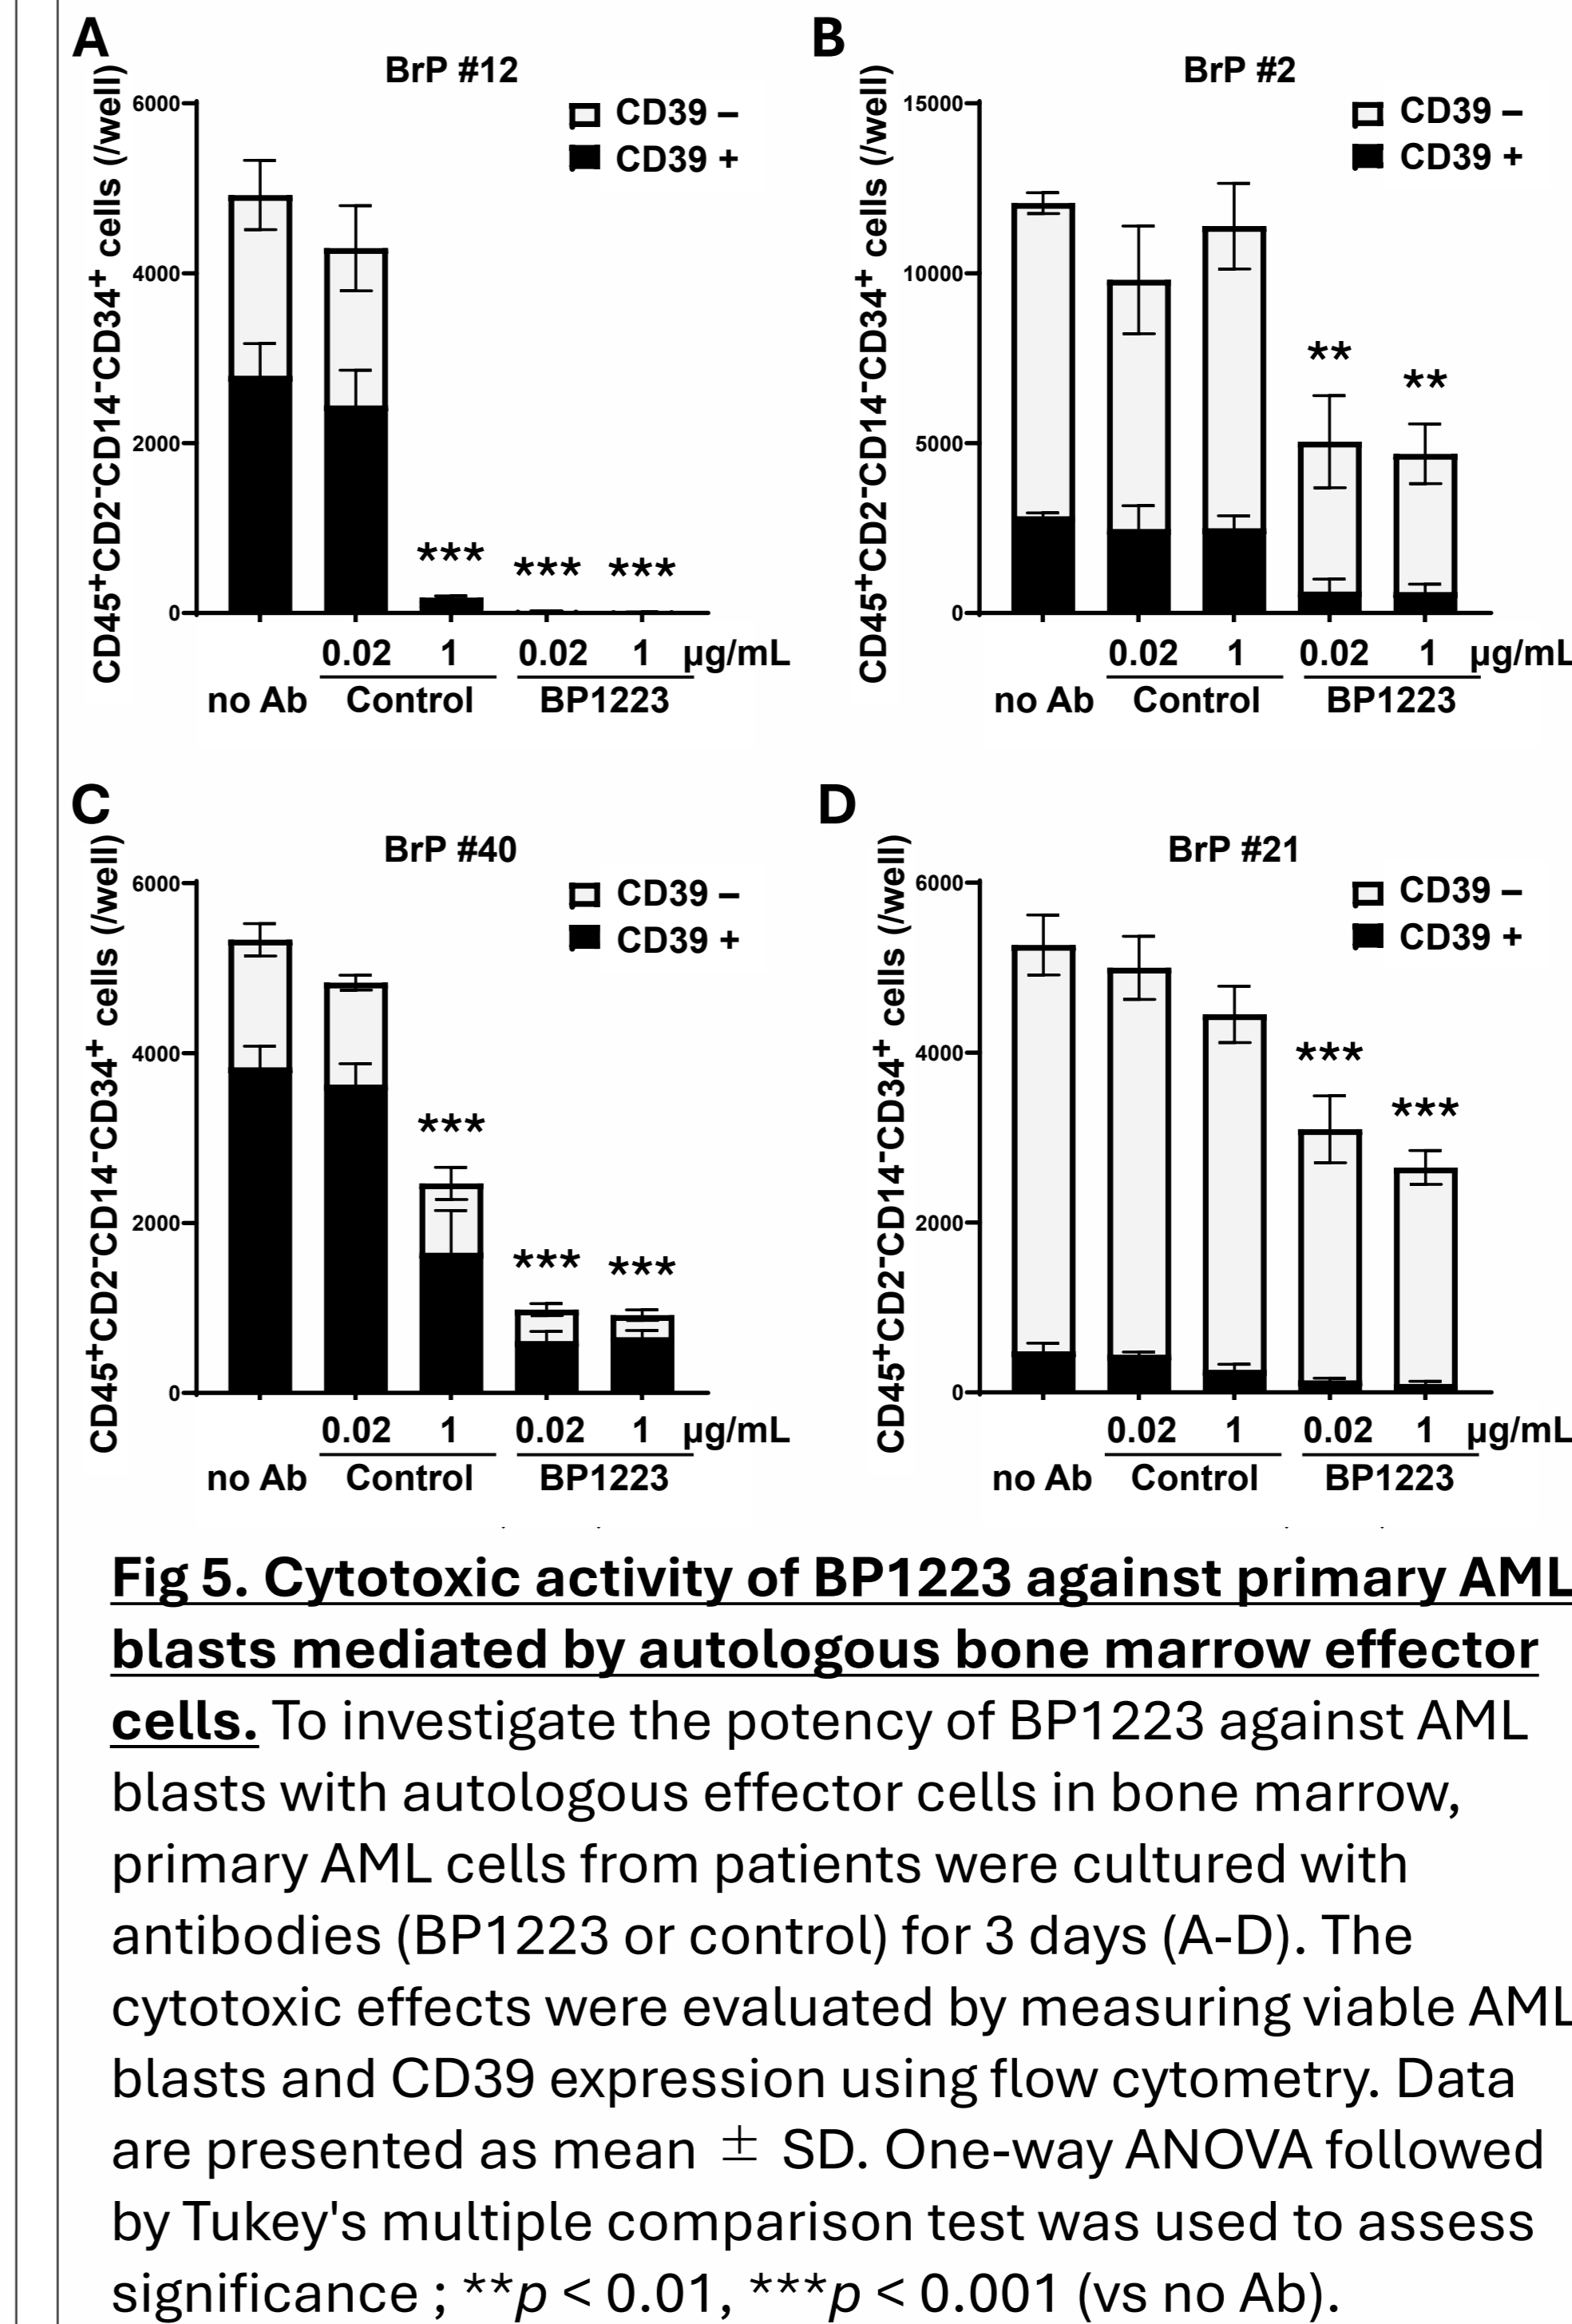 A
BrP #12
CD39 –
CD39 +
CD45+CD2-CD14-CD34+ cells (/well)
6000
4000
2000
0
***
***
***
0.02 1 0.02 1 µg/mL
no Ab Control BP1223
B
BrP #2
CD39 –
CD39 +
CD45+CD2-CD14-CD34+ cells (/well)
15000
10000
5000
0
**
**
0.02 1 0.02 1 µg/mL
no Ab Control BP1223
C
BrP #40
CD39 –
CD39 +
CD45+CD2-CD14-CD34+ cells (/well)
6000
4000
2000
0
***
***
***
0.02 1 0.02 1 µg/mL
no Ab Control BP1223
D
BrP #21
CD39 –
CD39 +
CD45+CD2-CD14-CD34+ cells (/well)
6000
4000
2000
0
***
***
0.02 1 0.02 1 µg/mL
no Ab Control BP1223
Fig 5. Cytotoxic activity of BP1223 against primary AML
blasts mediated by autologous bone marrow effector
cells. To investigate the potency of BP1223 against AML
blasts with autologous effector cells in bone marrow,
primary AML cells from patients were cultured with
antibodies (BP1223 or control) for 3 days (A-D). The
cytotoxic effects were evaluated by measuring viable AML
blasts and CD39 expression using flow cytometry. Data
are presented as mean ± SD. One-way ANOVA followed
by Tukey's multiple comparison test was used to assess
significance ; **p < 0.01, ***p < 0.001 (vs no Ab).